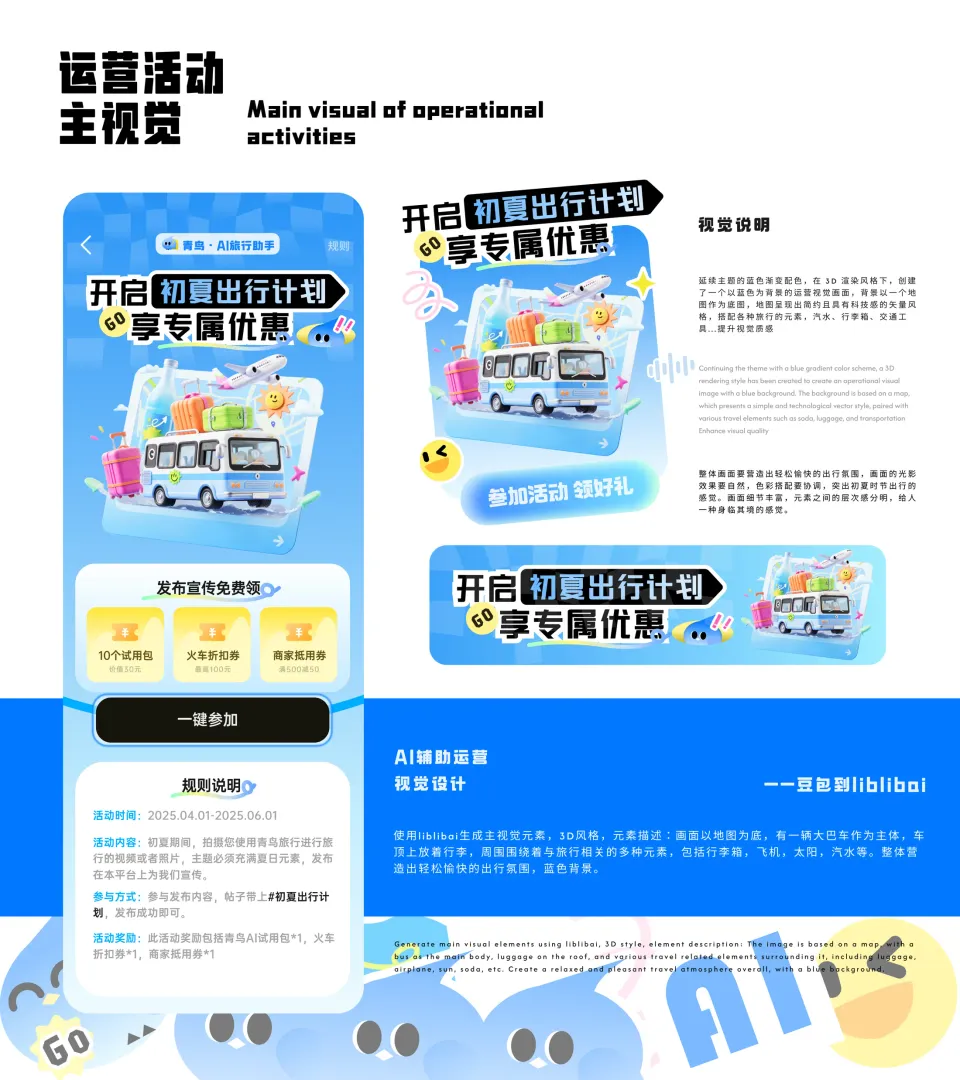 运营活动
主视觉
Main visual of operational
activities
青鸟·AI旅行助手
规则
开启 初夏出行计划
GO 享专属优惠
发布宣传免费领
10个试用包
价值30元
火车折扣券
最高100元
商家抵用券
满500减50
一键参加
规则说明
活动时间：2025.04.01-2025.06.01
活动内容：初夏期间，拍摄您使用青鸟旅行进行旅
行的视频或者照片，主题必须充满夏日元素，发布
在本平台上为我们宣传。
参与方式：参与发布内容，帖子带上#初夏出行计
划，发布成功即可。
活动奖励：此活动奖励包括青鸟AI试用包*1，火车
折扣券*1，商家抵用券*1
开启 初夏出行计划
GO 享专属优惠
参加活动 领好礼
视觉说明
延续主题的蓝色渐变配色，在 3D 渲染风格下，创建
了一个以蓝色为背景的运营视觉画面，背景以一个地
图作为底图，地图呈现出简约且具有科技感的矢量风
格，搭配各种旅行的元素，汽水、行李箱、交通工
具...提升视觉质感
Continuing the theme with a blue gradient color scheme, a 3D
rendering style has been created to create an operational visual
image with a blue background. The background is based on a map,
which presents a simple and technological vector style, paired with
various travel elements such as soda, luggage, and transportation
Enhance visual quality
整体画面要营造出轻松愉快的出行氛围，画面的光影
效果要自然，色彩搭配要协调，突出初夏时节出行的
感觉。画面细节丰富，元素之间的层次感分明，给人
一种身临其境的感觉。
开启 初夏出行计划
GO 享专属优惠
AI辅助运营
视觉设计
——豆包到liblibai
使用liblibai生成主视觉元素，3D风格，元素描述：画面以地图为底，有一辆大巴车作为主体，车
顶上放着行李，周围围绕着与旅行相关的多种元素，包括行李箱，飞机，太阳，汽水等。整体营
造出轻松愉快的出行氛围，蓝色背景。
Generate main visual elements using liblibai, 3D style, element description: The image is based on a map, with a
bus as the main body, luggage on the roof, and various travel related elements surrounding it, including luggage,
airplane, sun, soda, etc. Create a relaxed and pleasant travel atmosphere overall, with a blue background.
GO
AI